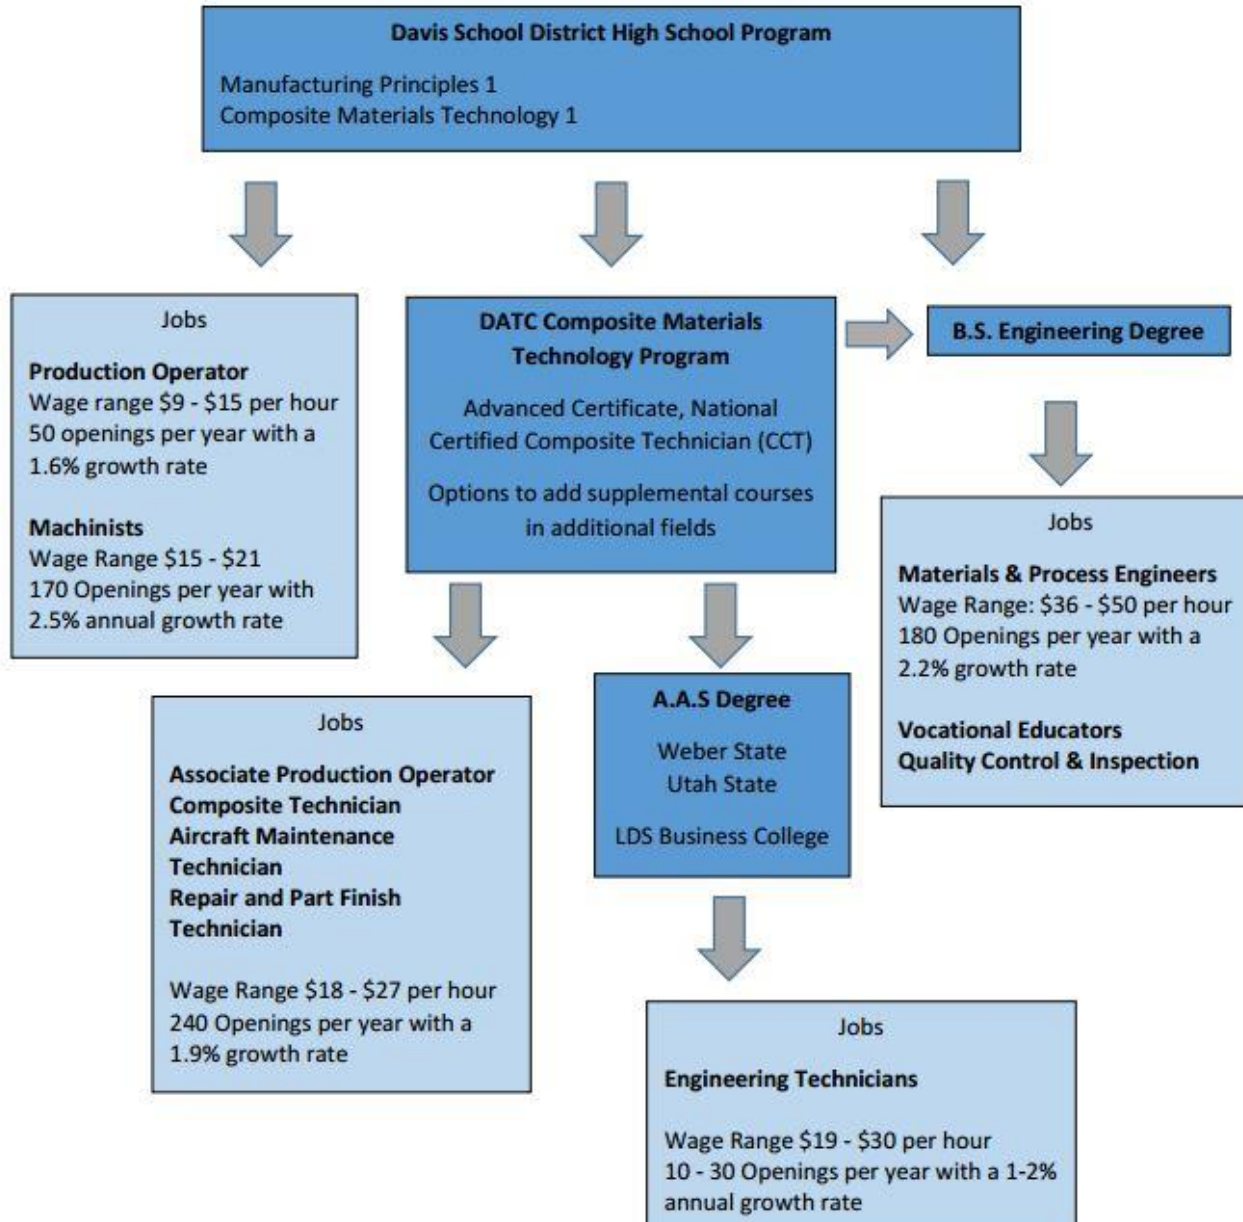 Davis School District High School Program
Manufacturing Principles 1
Composite Materials Technology 1
Jobs
Production Operator
Wage range $9 - $15 per hour
50 openings per year with a
1.6% growth rate
Machinists
Wage Range $15 - $21
170 Openings per year with
2.5% annual growth rate
DATC Composite Materials
Technology Program
Advanced Certificate, National
Certified Composite Technician (CCT)
Options to add supplemental courses
in additional fields
B.S. Engineering Degree
Jobs
Materials & Process Engineers
Wage Range: $36 - $50 per hour
180 Openings per year with a
2.2% growth rate
Vocational Educators
Quality Control & Inspection
Jobs
Associate Production Operator
Composite Technician
Aircraft Maintenance
Technician
Repair and Part Finish
Technician
Wage Range $18 - $27 per hour
240 Openings per year with a
1.9% growth rate
A.A.S Degree
Weber State
Utah State
LDS Business College
Jobs
Engineering Technicians
Wage Range $19 - $30 per hour
10 - 30 Openings per year with a 1-2%
annual growth rate